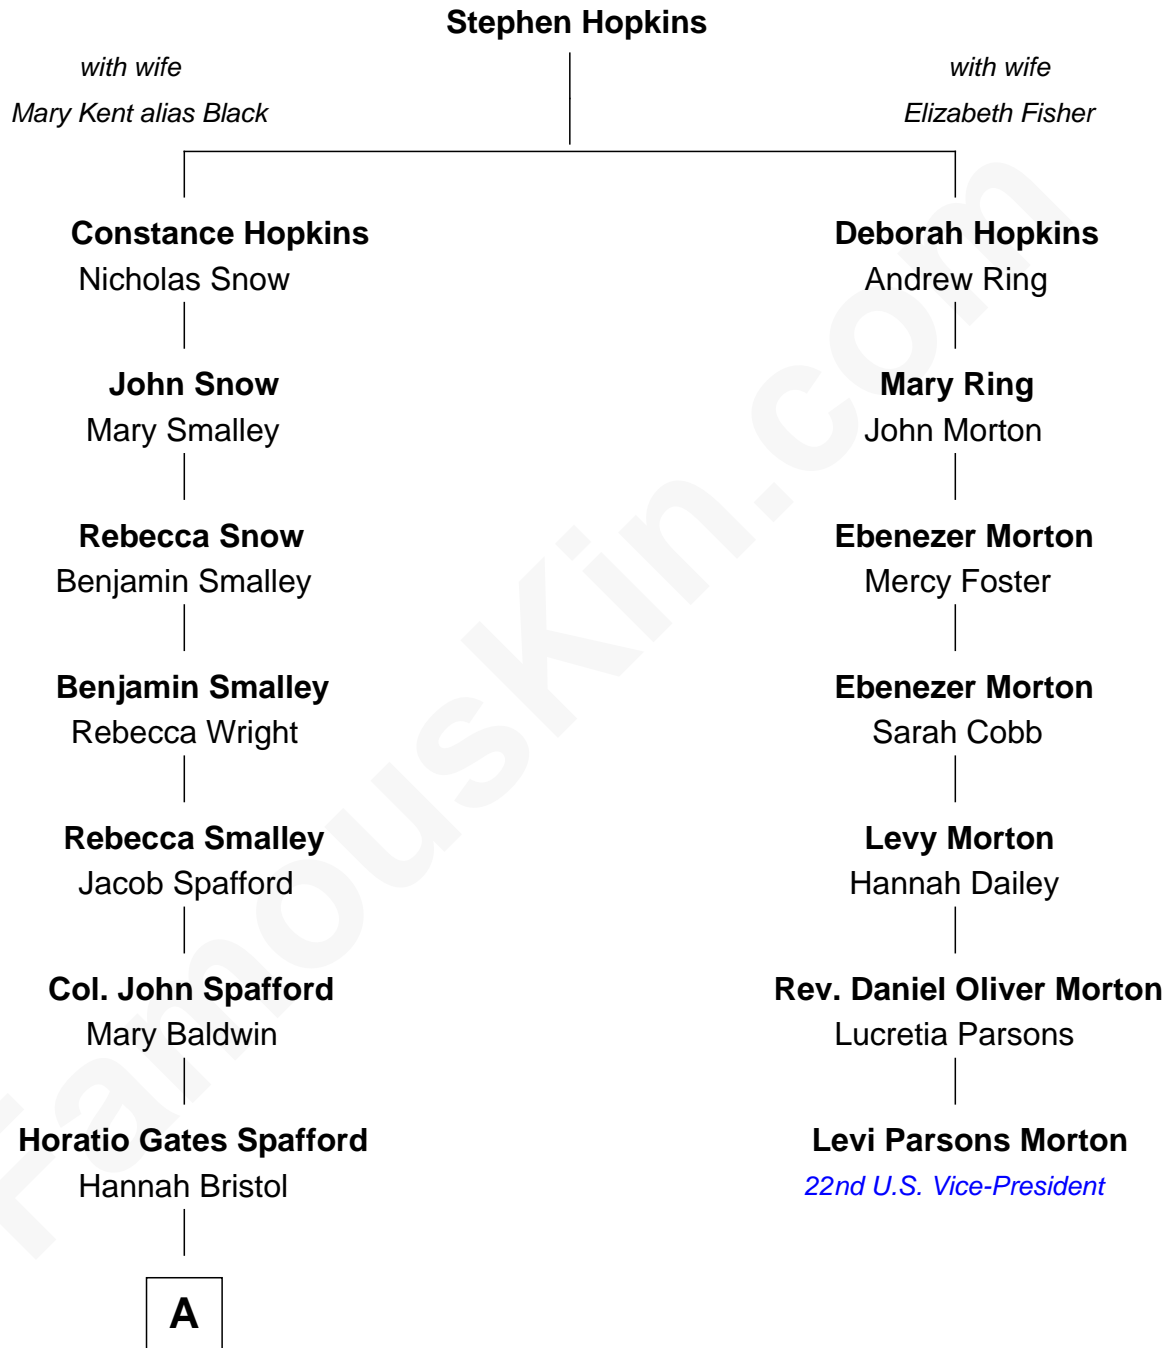 Stephen Hopkins
with wife
Mary Kent alias Black
with wife
Elizabeth Fisher
Constance Hopkins
Nicholas Snow
Deborah Hopkins
Andrew Ring
John Snow
Mary Smalley
Mary Ring
John Morton
Rebecca Snow
Benjamin Smalley
Ebenezer Morton
Mercy Foster
Benjamin Smalley
Rebecca Wright
Ebenezer Morton
Sarah Cobb
Rebecca Smalley
Jacob Spafford
Levy Morton
Hannah Dailey
Col. John Spafford
Mary Baldwin
Rev. Daniel Oliver Morton
Lucretia Parsons
Horatio Gates Spafford
Hannah Bristol
Levi Parsons Morton
22nd U.S. Vice-President
A
FamousKin.com